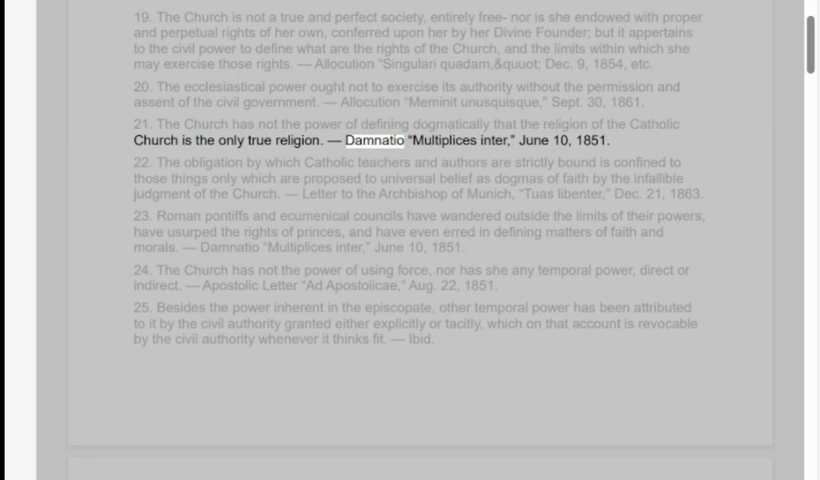 19. The Church is not a true and perfect society, entirely free- nor is she endowed with proper
and perpetual rights of her own, conferred upon her by her Divine Founder; but it appertains
to the civil power to define what are the rights of the Church, and the limits within which she
may exercise those rights. — Allocution “Singulari quadam,&quout; Dec. 9, 1854, etc.
20. The ecclesiastical power ought not to exercise its authority without the permission and
assent of the civil government. — Allocution “Meminit unusquisque,” Sept. 30, 1861.
21. The Church has not the power of defining dogmatically that the religion of the Catholic
Church is the only true religion. — Damnatio “Multiplices inter,” June 10, 1851.
22. The obligation by which Catholic teachers and authors are strictly bound is confined to
those things only which are proposed to universal belief as dogmas of faith by the infallible
judgment of the Church. — Letter to the Archbishop of Munich, “Tuas libenter,” Dec. 21, 1863.
23. Roman pontiffs and ecumenical councils have wandered outside the limits of their powers,
have usurped the rights of princes, and have even erred in defining matters of faith and
morals. — Damnatio “Multiplices inter,” June 10, 1851.
24. The Church has not the power of using force, nor has she any temporal power, direct or
indirect. — Apostolic Letter “Ad Apostolicae,” Aug. 22, 1851.
25. Besides the power inherent in the episcopate, other temporal power has been attributed
to it by the civil authority granted either explicitly or tacitly, which on that account is revocable
by the civil authority whenever it thinks fit. — Ibid.